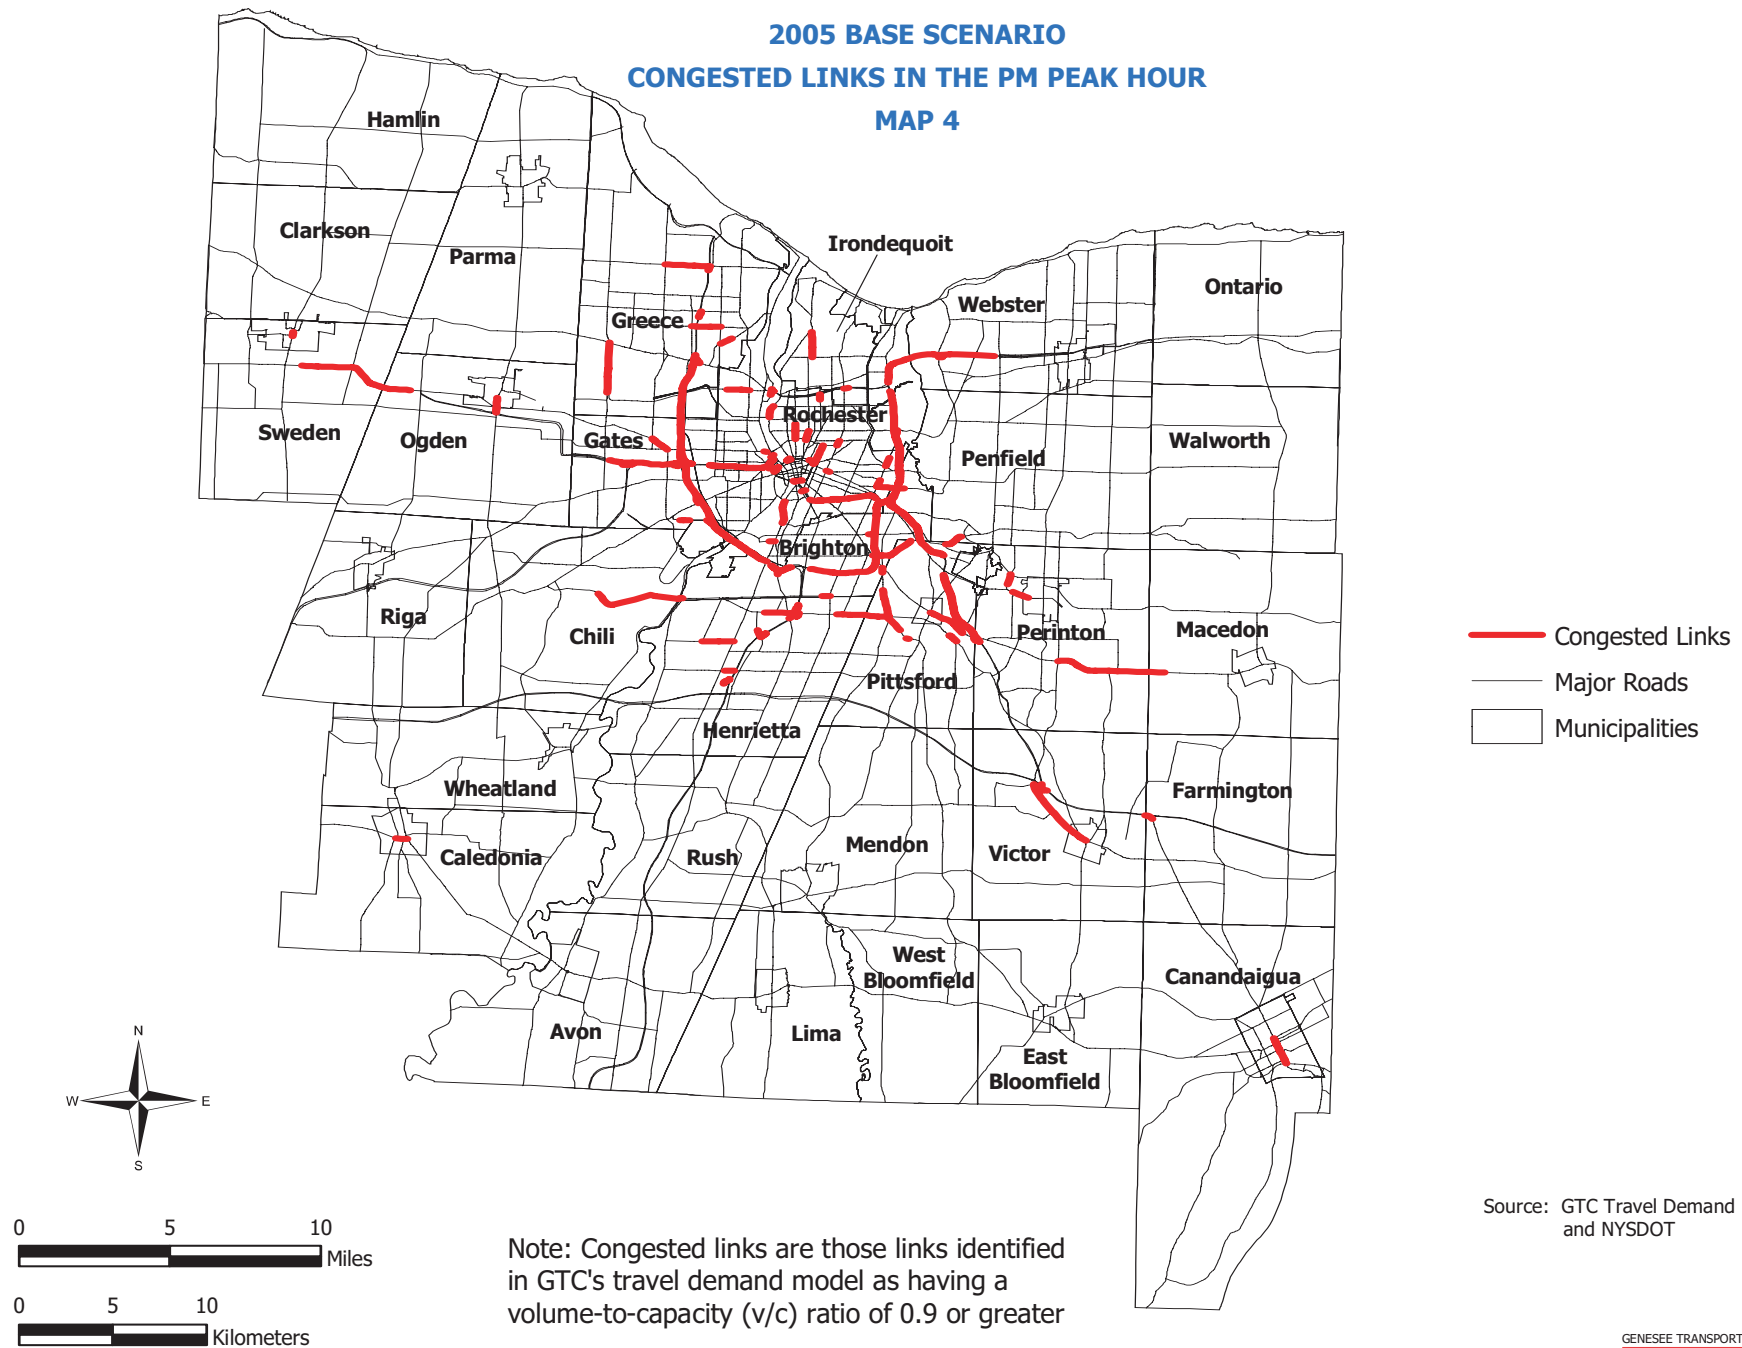 2005 BASE SCENARIO
CONGESTED LINKS IN THE PM PEAK HOUR
MAP 4
Hamlin
Clarkson
Parma
Irondequoit
Ontario
Webster
Greece
Rochester
Sweden
Ogden
Gates
Penfield
Walworth
Brighton
Riga
Chili
Perinton
Macedon
Pittsford
Henrietta
Wheatland
Farmington
Caledonia
Rush
Mendon
Victor
West
Bloomfield
Canandaigua
Avon
Lima
East
Bloomfield
Congested Links
Major Roads
Municipalities
N
W E
S
0 5 10
Miles
0 5 10
Kilometers
Note: Congested links are those links identified
in GTC's travel demand model as having a
volume-to-capacity (v/c) ratio of 0.9 or greater
Source: GTC Travel Demand
and NYSDOT
GENESEE TRANSPORT